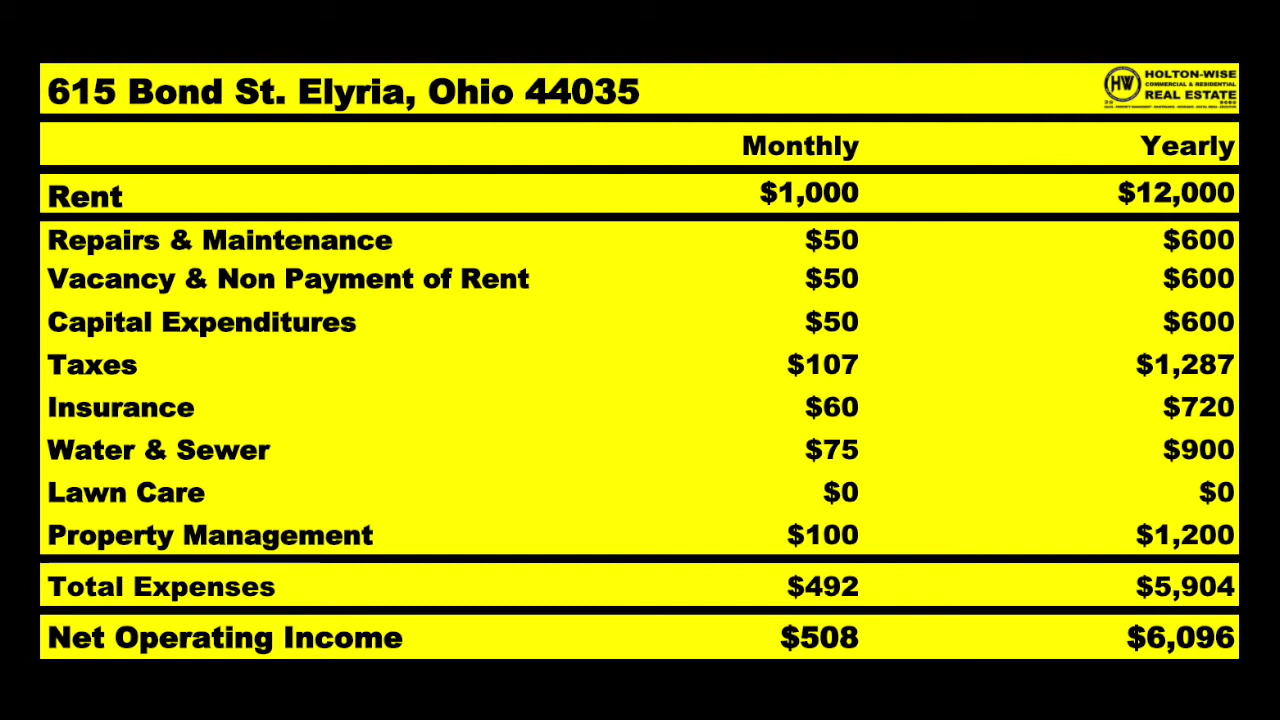 615 Bond St. Elyria, Ohio 44035
HOLTON-WISE
COMMERCIAL & RESIDENTIAL
REAL ESTATE
Monthly Yearly
Rent $1,000 $12,000
Repairs & Maintenance $50 $600
Vacancy & Non Payment of Rent $50 $600
Capital Expenditures $50 $600
Taxes $107 $1,287
Insurance $60 $720
Water & Sewer $75 $900
Lawn Care $0 $0
Property Management $100 $1,200
Total Expenses $492 $5,904
Net Operating Income $508 $6,096